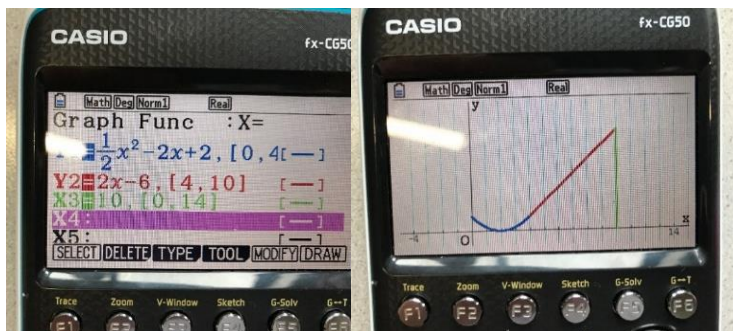 CASIO
fx-CG50
Math Deg Norm1 Real
Graph Func :X=
Y1=1/2x²-2x+2, [0,4[—]
Y2=2x-6, [4,10] [—]
X3=10, [0,14] [—]
X4: [—]
X5: [—]
SELECT DELETE TYPE TOOL MODIFY DRAW
Trace Zoom V-Window Sketch G-Solv G↔T
F1 F2 F3 F4 F5 F6
CASIO
fx-CG50
Math Deg Norm1 Real
y
x
-4 O 14
Trace Zoom V-Window Sketch G-Solv G↔T
F1 F2 F3 F4 F5 F6